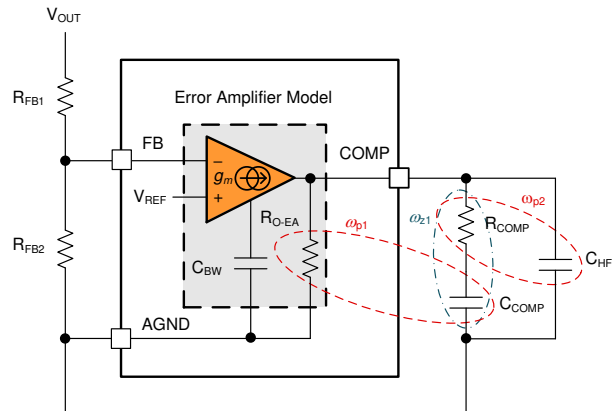 VOUT
RFB1
Error Amplifier Model
FB
COMP
gm
−
+
VREF
RO-EA
ωp1
ωz1
ωp2
RCOMP
RFB2
CBW
CHF
CCOMP
AGND